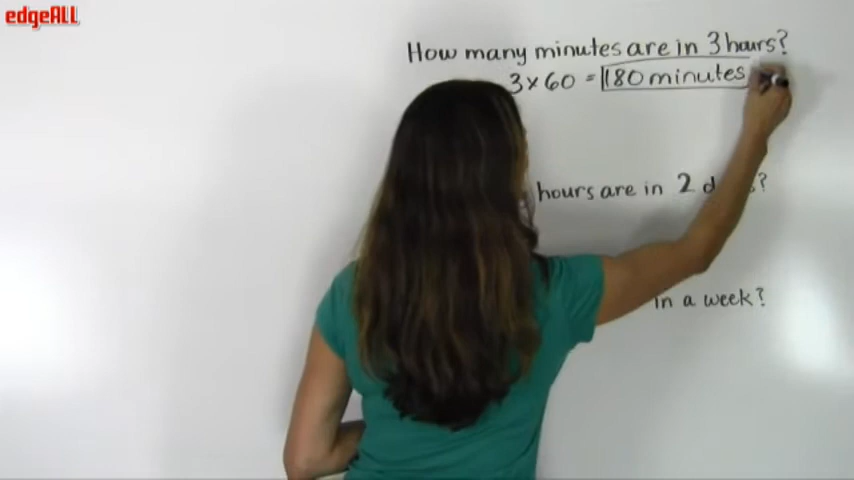 edgeALL
How many minutes are in 3 hours?
3 x 60 = 180 minutes
hours are in 2
in a week?